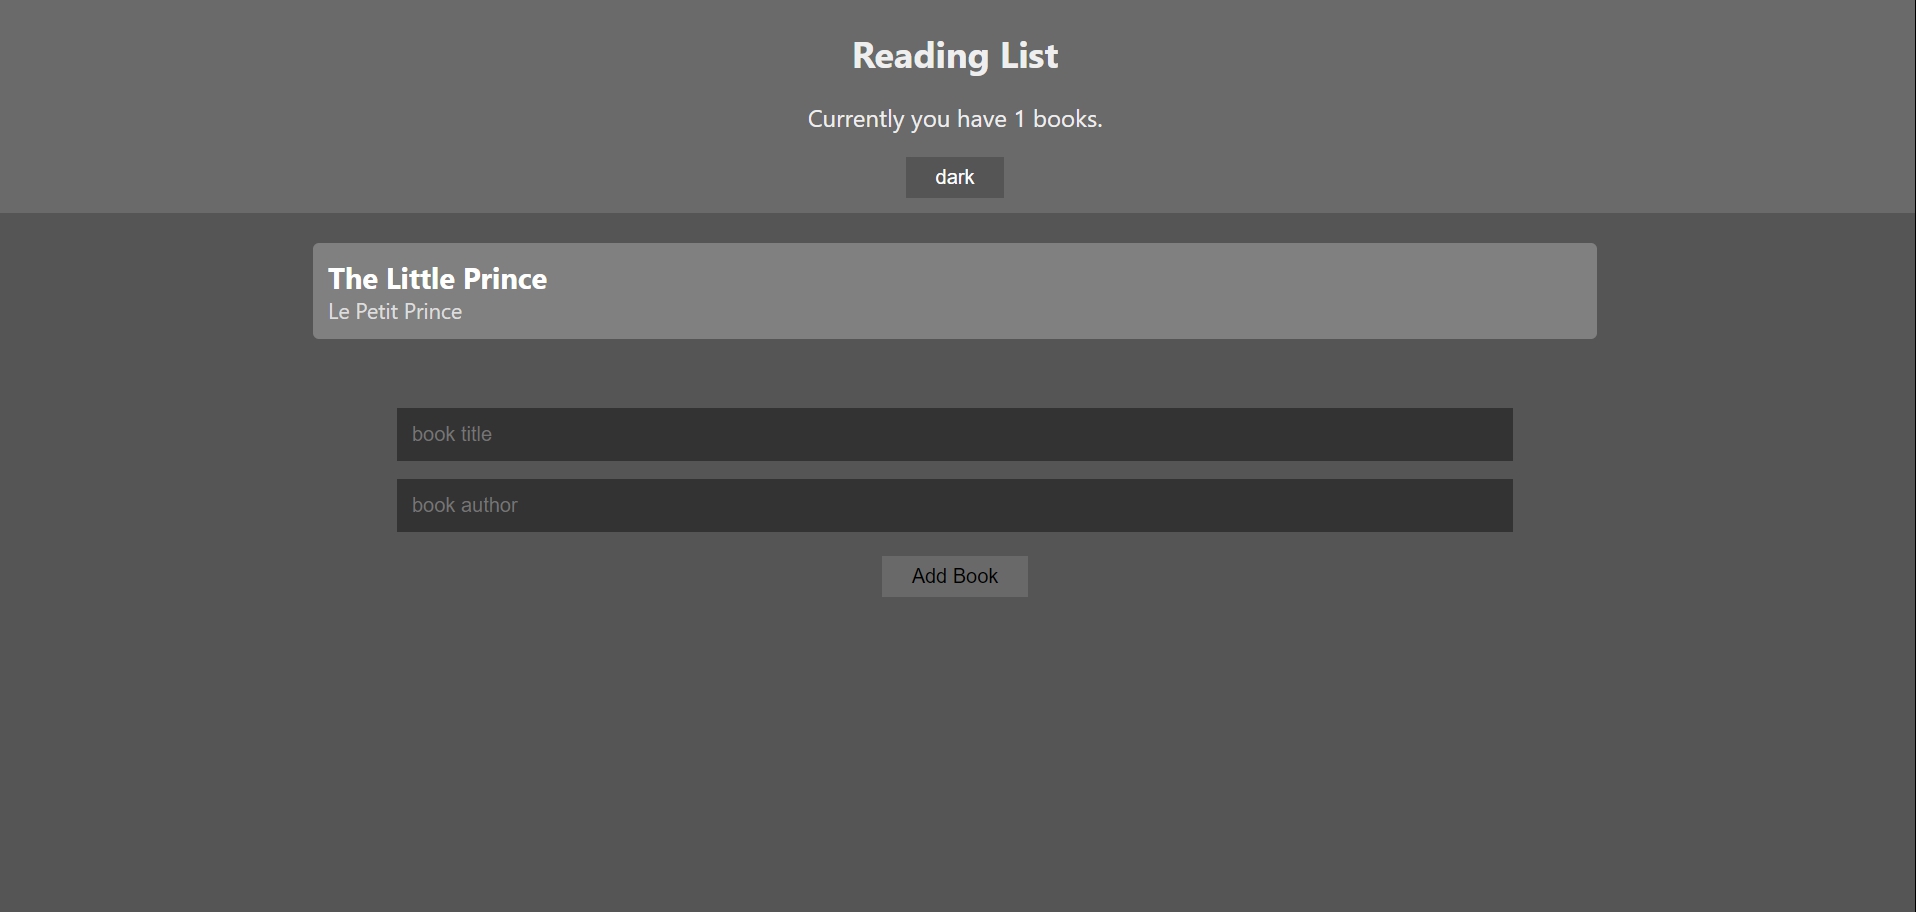 Reading List
Currently you have 1 books.
dark
The Little Prince
Le Petit Prince
book title
book author
Add Book